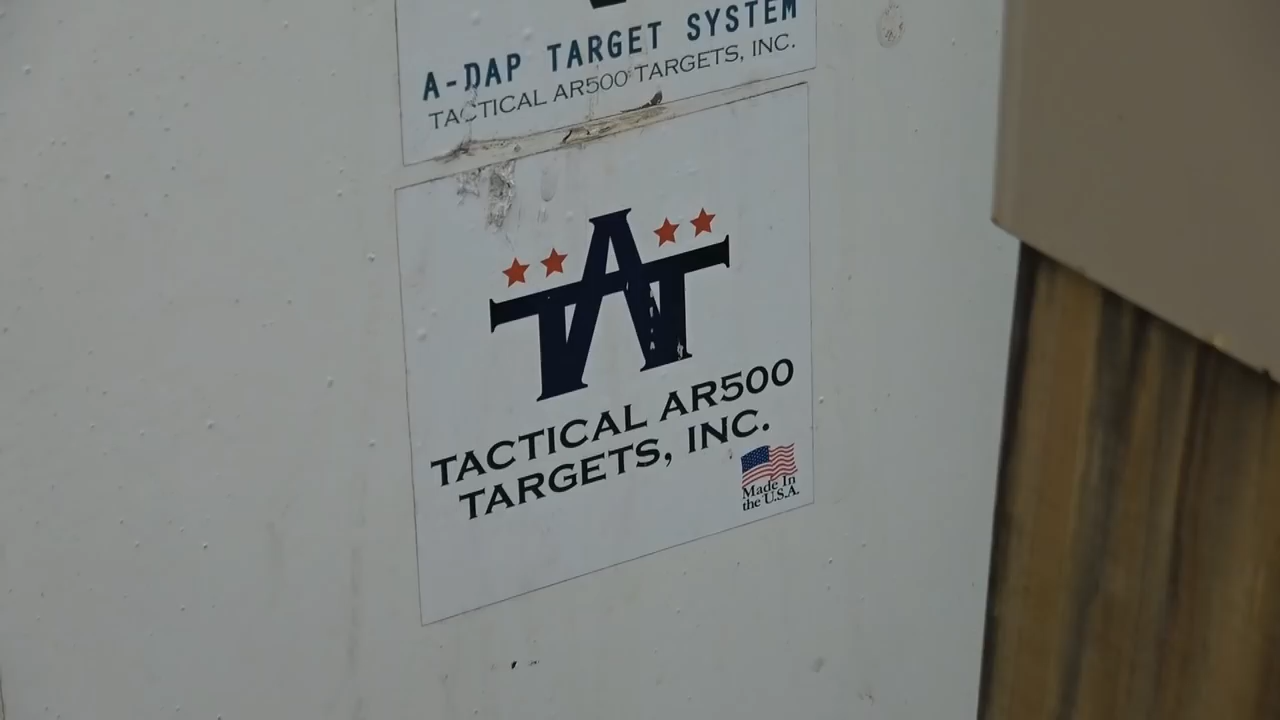 A-DAP TARGET SYSTEM
TACTICAL AR500 TARGETS, INC.
TAT
TACTICAL AR500
TARGETS, INC.
Made In
the U.S.A.